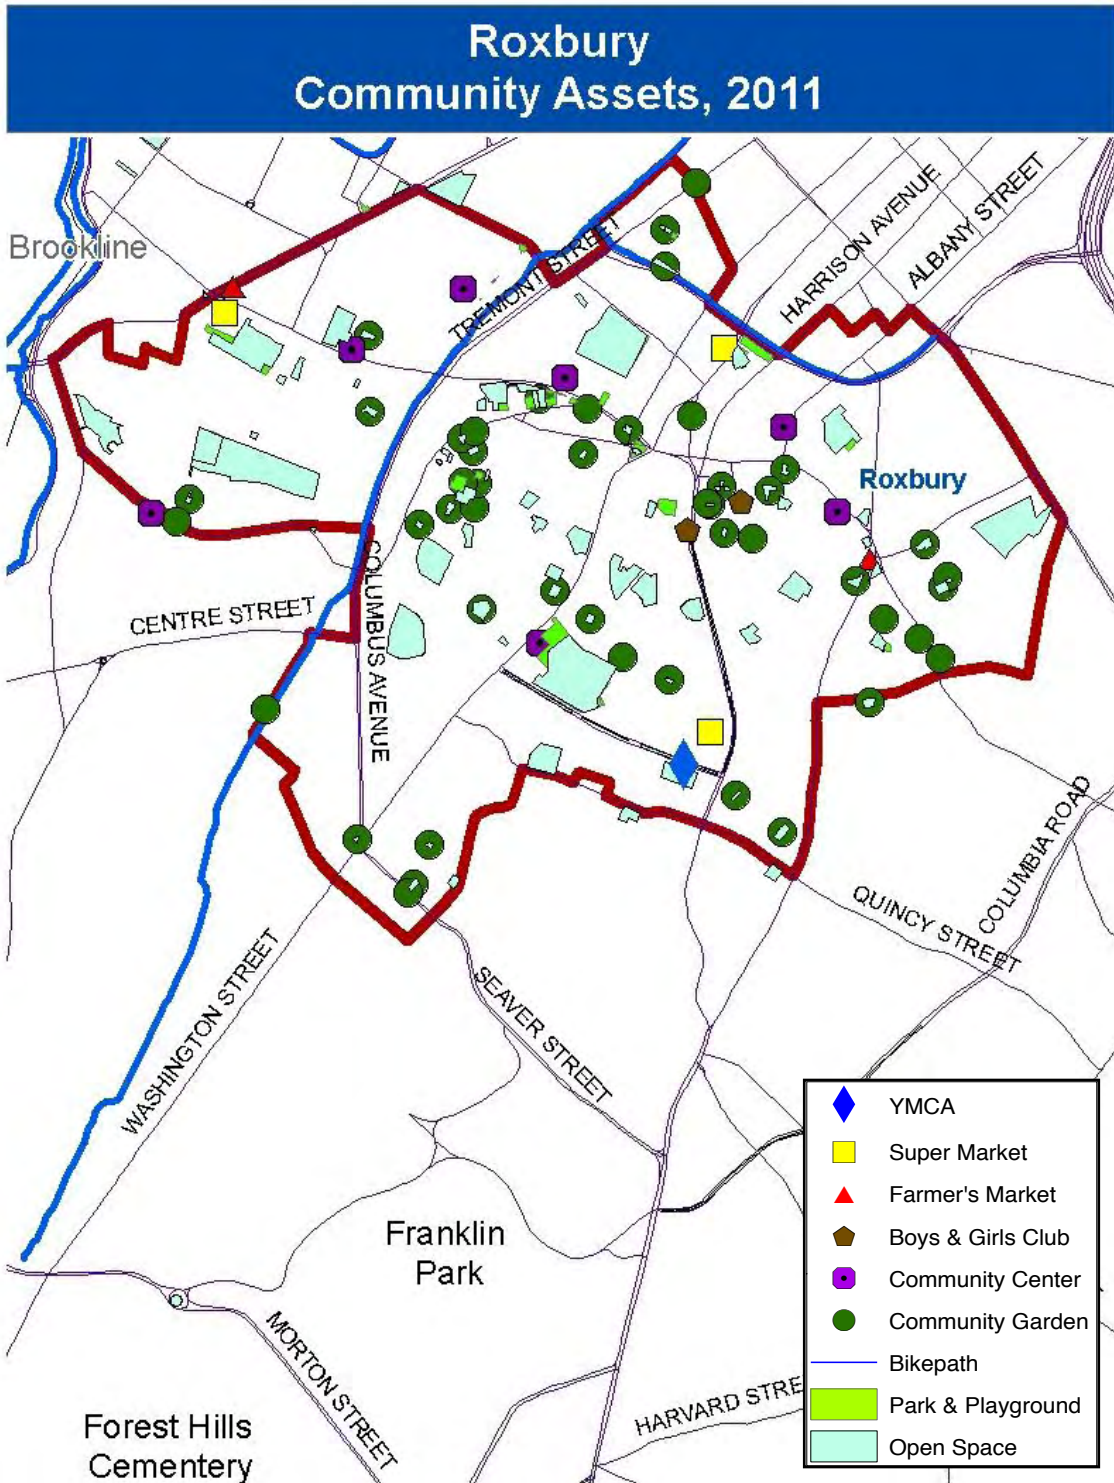 Roxbury
Community Assets, 2011
Brookline
TREMONT STREET
HARRISON AVENUE
ALBANY STREET
Roxbury
CENTRE STREET
COLUMBUS AVENUE
COLUMBIA ROAD
QUINCY STREET
WASHINGTON STREET
SEAVER STREET
Franklin
Park
MORTON STREET
HARVARD STRE
Forest Hills
Cementery
YMCA
Super Market
Farmer's Market
Boys & Girls Club
Community Center
Community Garden
Bikepath
Park & Playground
Open Space